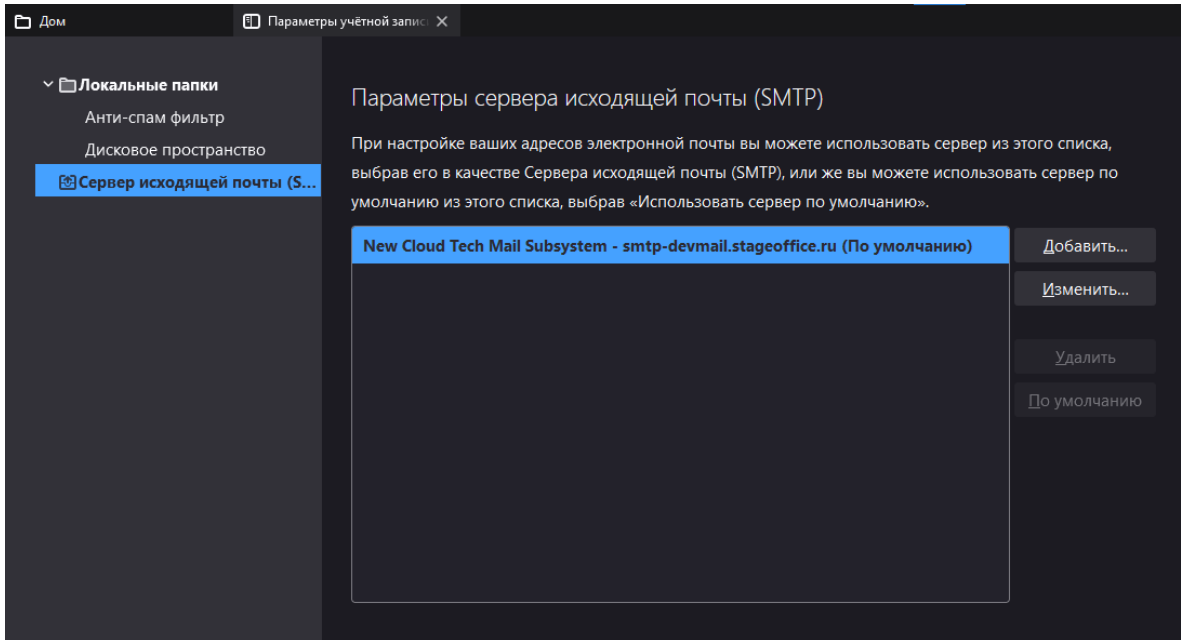 Дом
Параметры учётной запис
Локальные папки
Анти-спам фильтр
Дисковое пространство
Сервер исходящей почты (S...
Параметры сервера исходящей почты (SMTP)
При настройке ваших адресов электронной почты вы можете использовать сервер из этого списка,
выбрав его в качестве Сервера исходящей почты (SMTP), или же вы можете использовать сервер по
умолчанию из этого списка, выбрав «Использовать сервер по умолчанию».
New Cloud Tech Mail Subsystem - smtp-devmail.stageoffice.ru (По умолчанию)
Добавить...
Изменить...
Удалить
По умолчанию